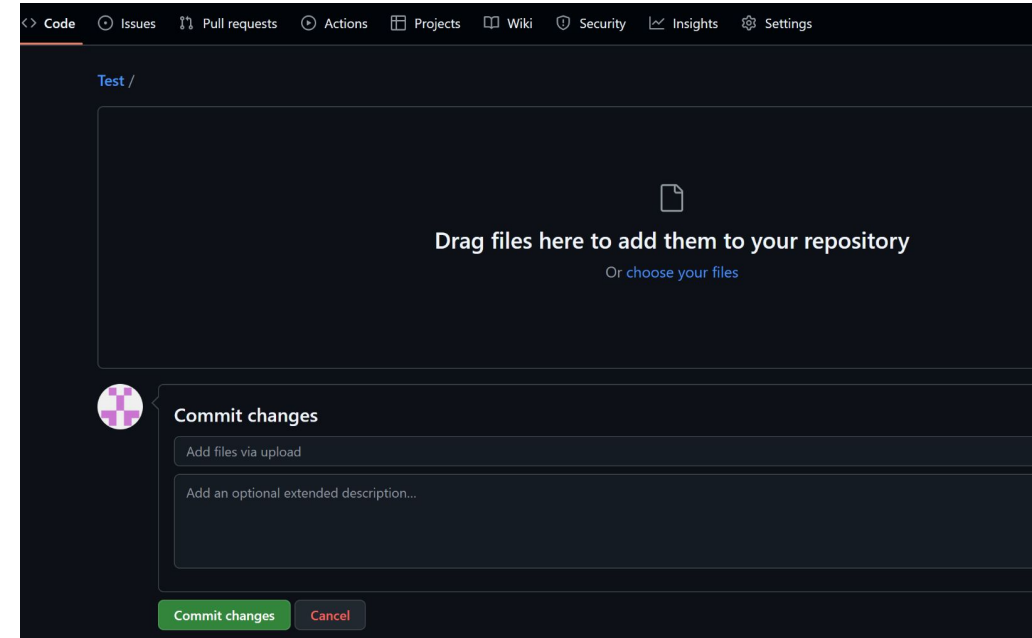 <> Code Issues Pull requests Actions Projects Wiki Security Insights Settings
Test /
Drag files here to add them to your repository
Or choose your files
Commit changes
Add files via upload
Add an optional extended description...
Commit changes Cancel